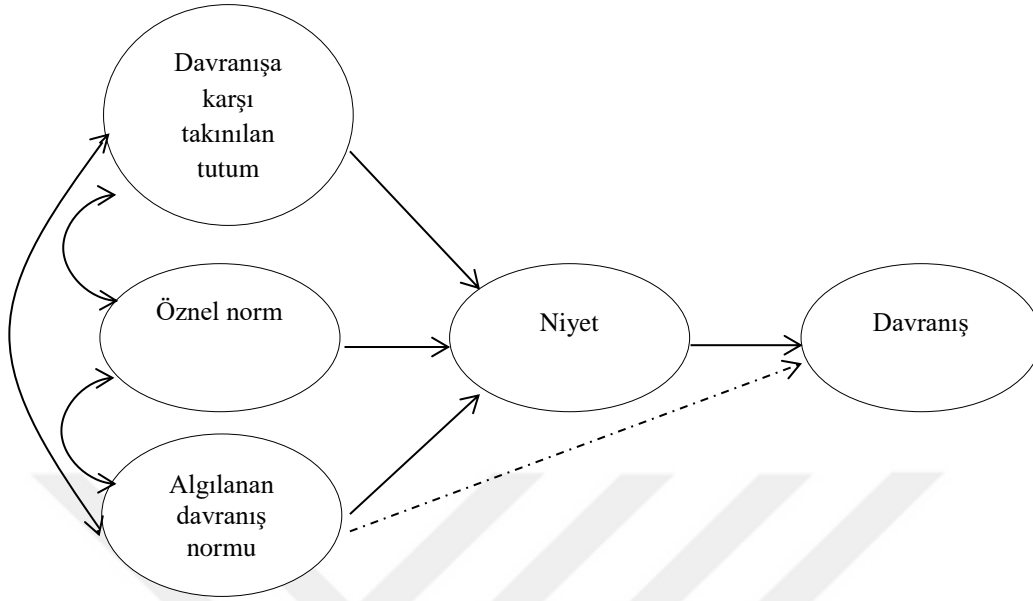 Davranışa
karşı
takınılan
tutum
Öznel norm
Niyet
Davranış
Algılanan
davranış
normu